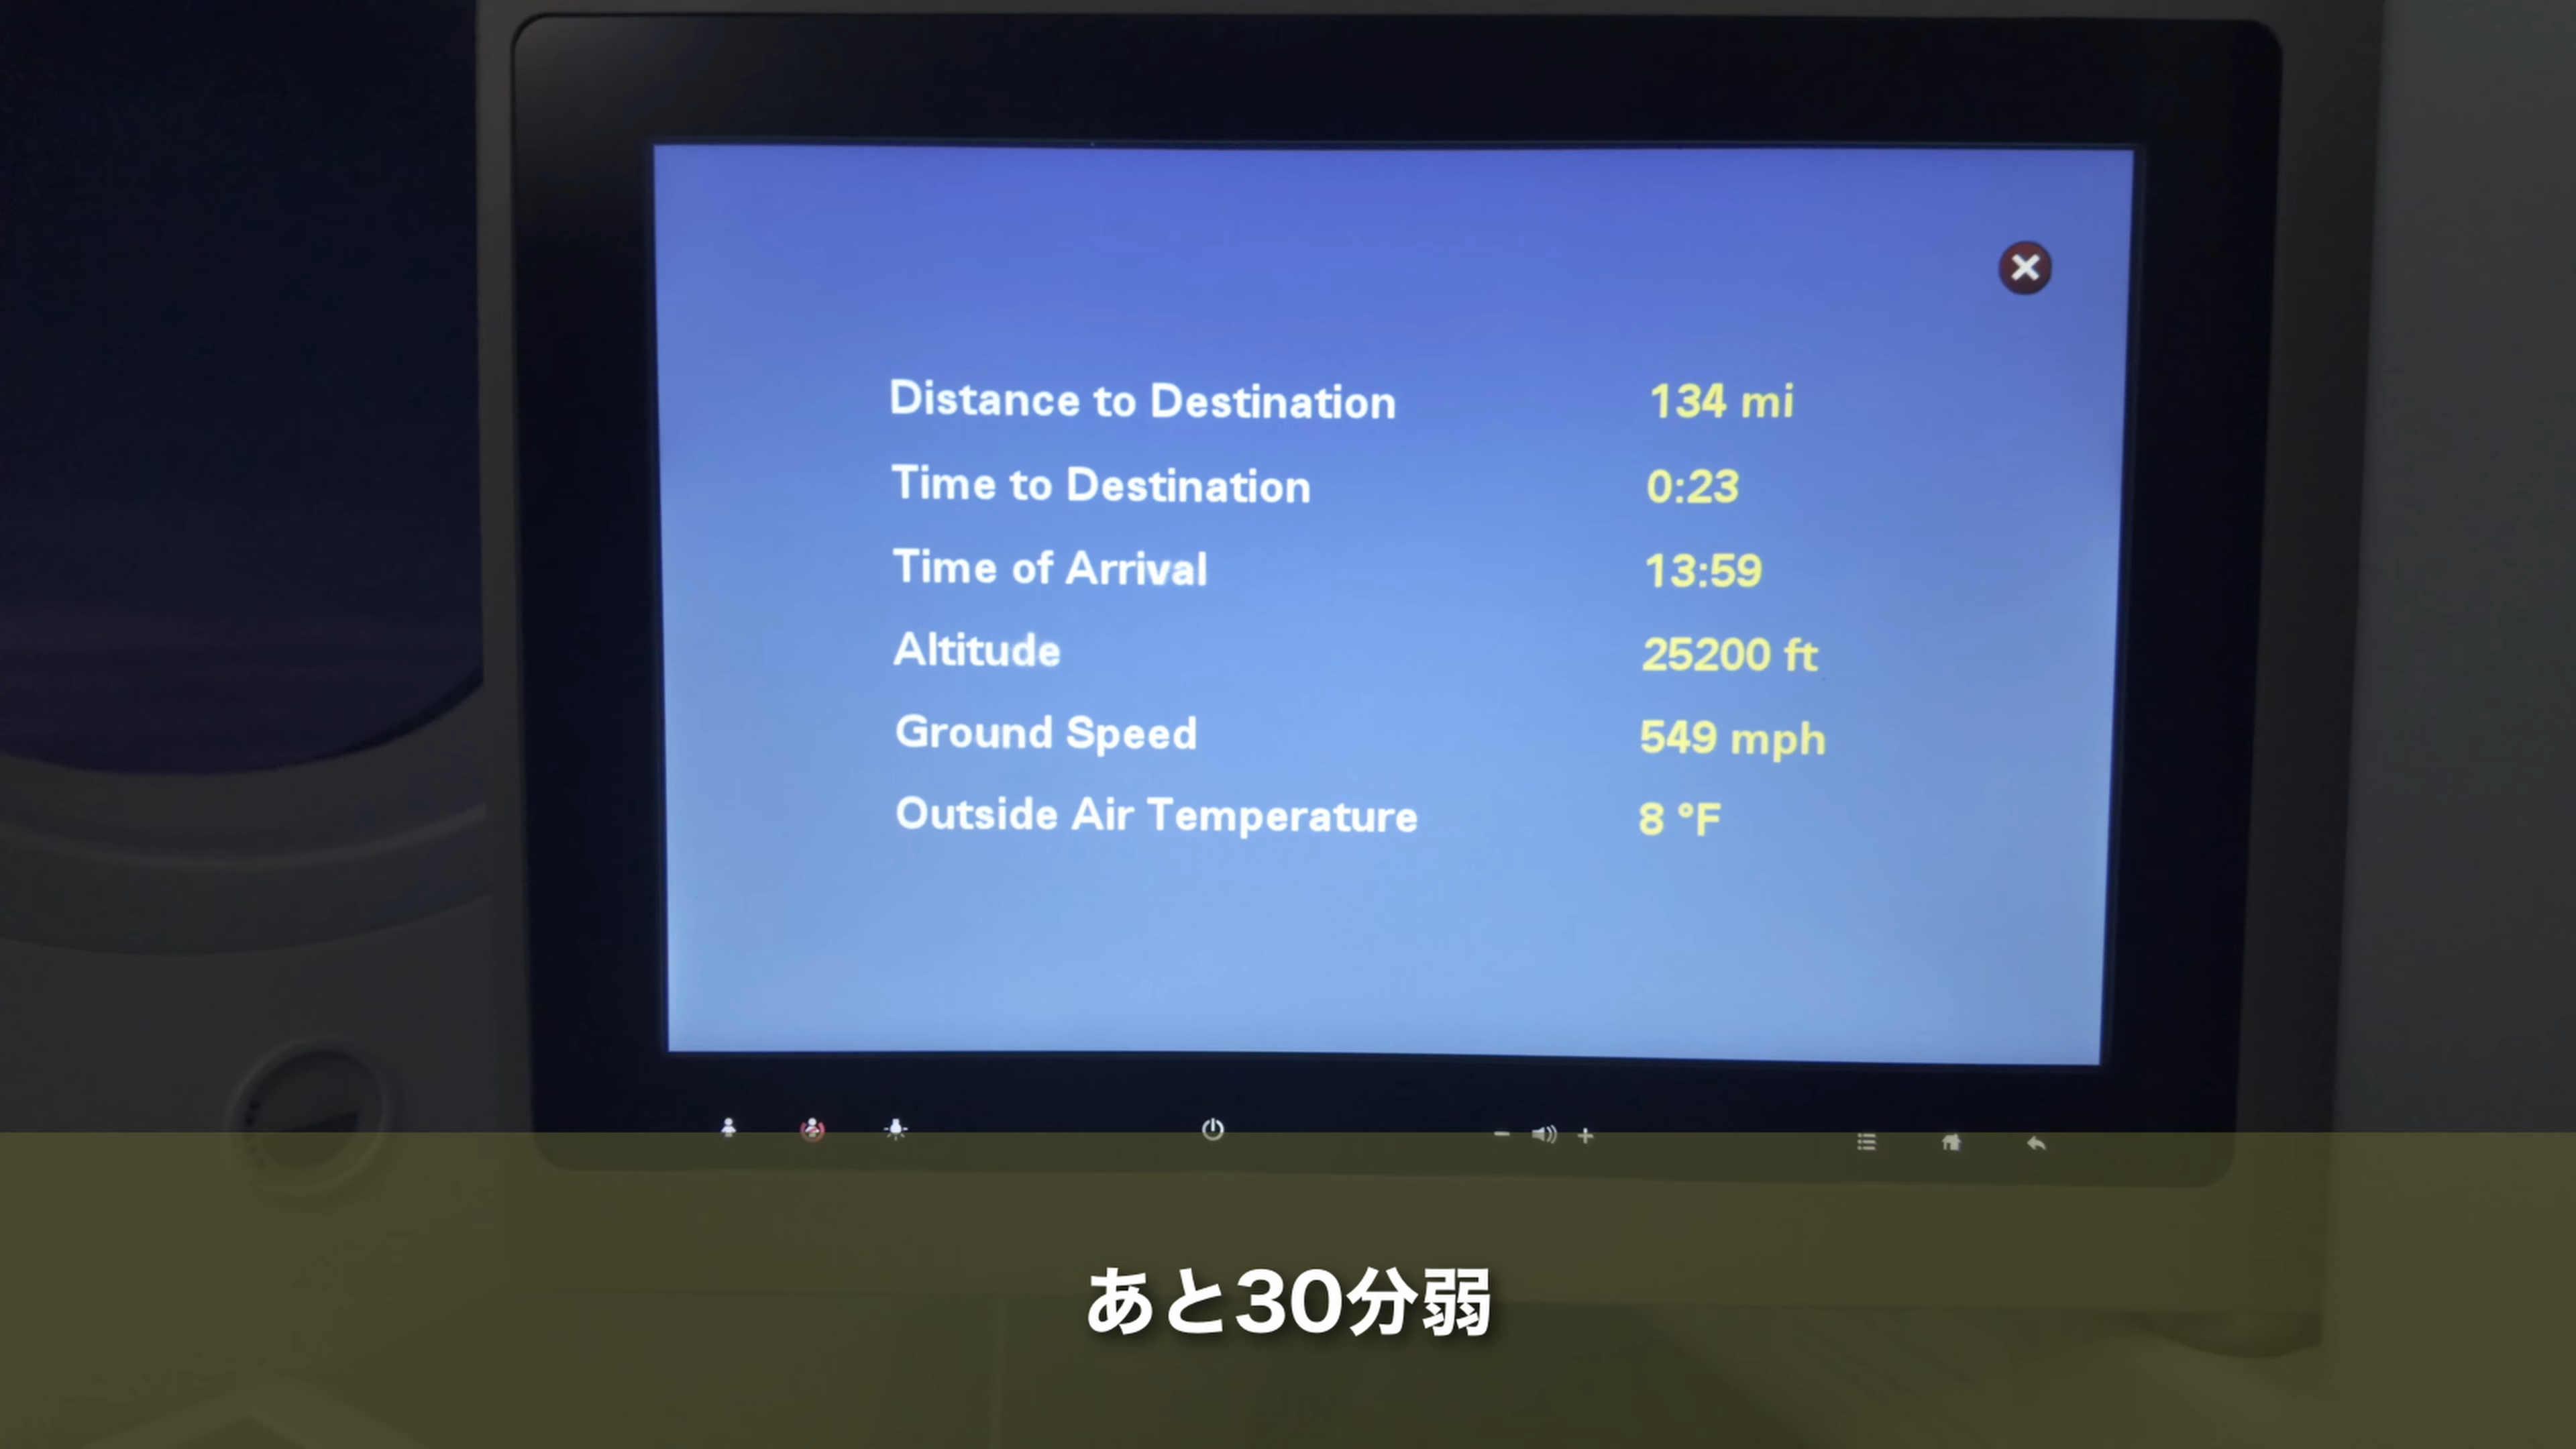 Distance to Destination 134 mi
Time to Destination 0:23
Time of Arrival 13:59
Altitude 25200 ft
Ground Speed 549 mph
Outside Air Temperature 8 °F
あと30分弱